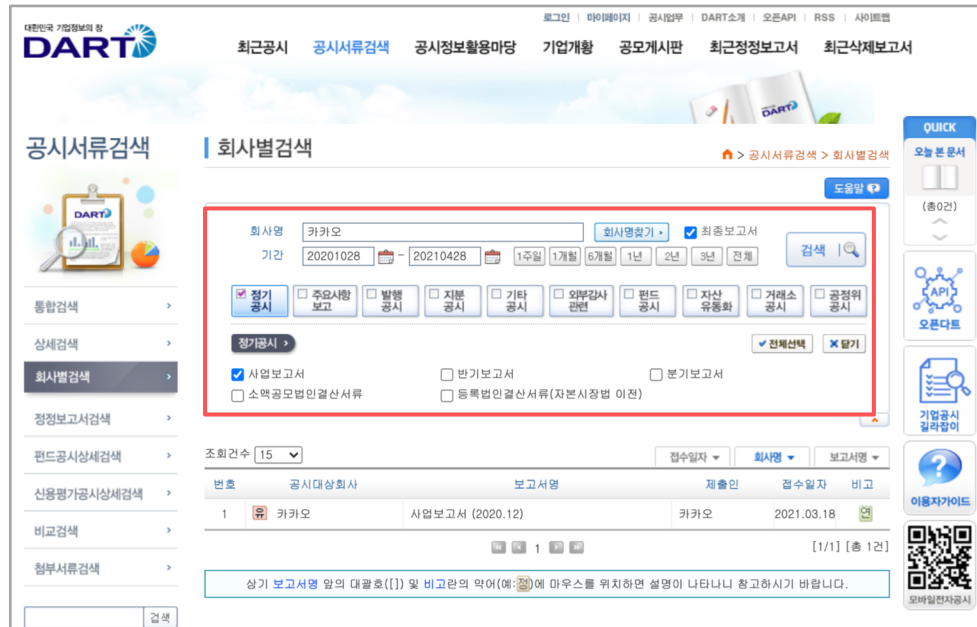 로그인 | 마이페이지 | 공시업무 | DART소개 | 오픈API | RSS | 사이트맵
대한민국 기업정보의 창
DART
최근공시 공시서류검색 공시정보활용마당 기업개황 공모게시판 최근정정보고서 최근삭제보고서
DART
공시서류검색
회사별검색
> 공시서류검색 > 회사별검색
QUICK
오늘 본 문서
(총0건)
도움말
DART
회사명 카카오 회사명찾기 최종보고서
기간 20201028 - 20210428 1주일 1개월 6개월 1년 2년 3년 전체
검색
정기공시 주요사항보고 발행공시 지분공시 기타공시 외부감사관련 펀드공시 자산유동화 거래소공시 공정위공시
정기공시 전체선택 닫기
사업보고서 반기보고서 분기보고서
소액공모법인결산서류 등록법인결산서류(자본시장법 이전)
통합검색
상세검색
회사별검색
정정보고서검색
펀드공시상세검색
신용평가공시상세검색
비교검색
첨부서류검색
검색
API
오픈다트
기업공시
길라잡이
이용자가이드
모바일전자공시
조회건수 15 접수일자 ▼ 회사명 ▼ 보고서명 ▼
번호 공시대상회사 보고서명 제출인 접수일자 비고
1 유 카카오 사업보고서 (2020.12) 카카오 2021.03.18 연
1
[1/1] [총 1건]
상기 보고서명 앞의 대괄호([]) 및 비고란의 약어(예:정)에 마우스를 위치하면 설명이 나타나니 참고하시기 바랍니다.